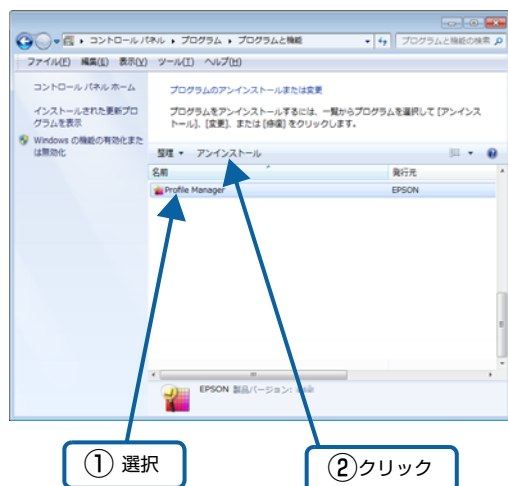 コントロール パネル ▸ プログラム ▸ プログラムと機能
プログラムと機能の検索
ファイル(F) 編集(E) 表示(V) ツール(T) ヘルプ(H)
コントロール パネル ホーム
インストールされた更新プロ
グラムを表示
Windows の機能の有効化また
は無効化
プログラムのアンインストールまたは変更
プログラムをアンインストールするには、一覧からプログラムを選択して [アンインス
トール]、[変更]、または [修復] をクリックします。
整理 ▼ アンインストール
名前 発行元
Profile Manager EPSON
EPSON 製品バージョン:
① 選択
②クリック